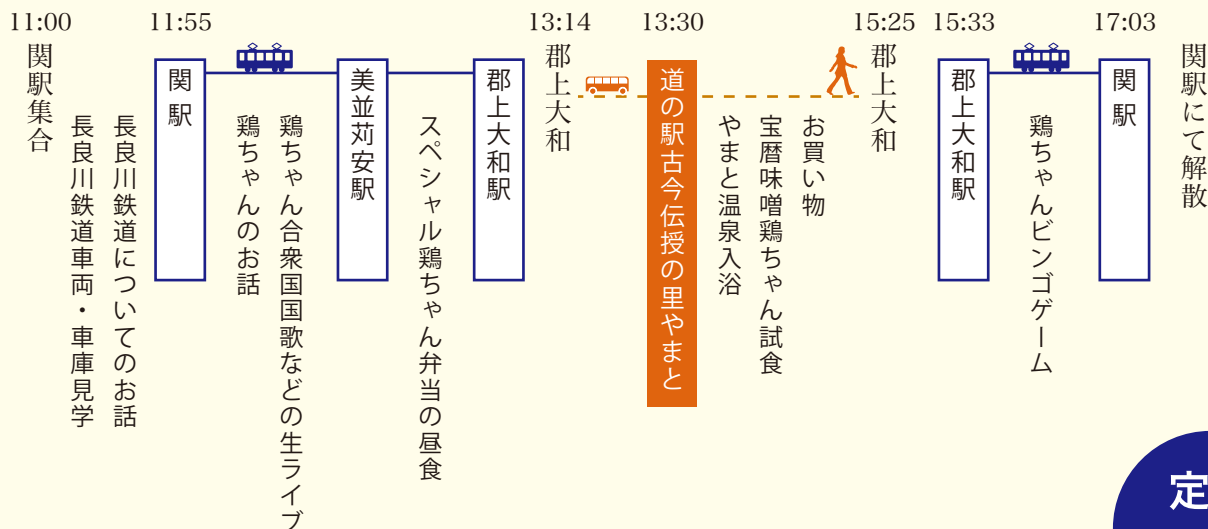 11:00
関駅集合
長良川鉄道についてのお話
長良川鉄道車両・車庫見学
11:55
関駅
鶏ちゃん合衆国国歌などの生ライブ
鶏ちゃんのお話
美並苅安駅
スペシャル鶏ちゃん弁当の昼食
郡上大和駅
13:14
郡上大和
13:30
道の駅古今伝授の里やまと
お買い物
宝暦味噌鶏ちゃん試食
やまと温泉入浴
15:25
郡上大和
15:33
郡上大和駅
鶏ちゃんビンゴゲーム
17:03
関駅
関駅にて解散
定